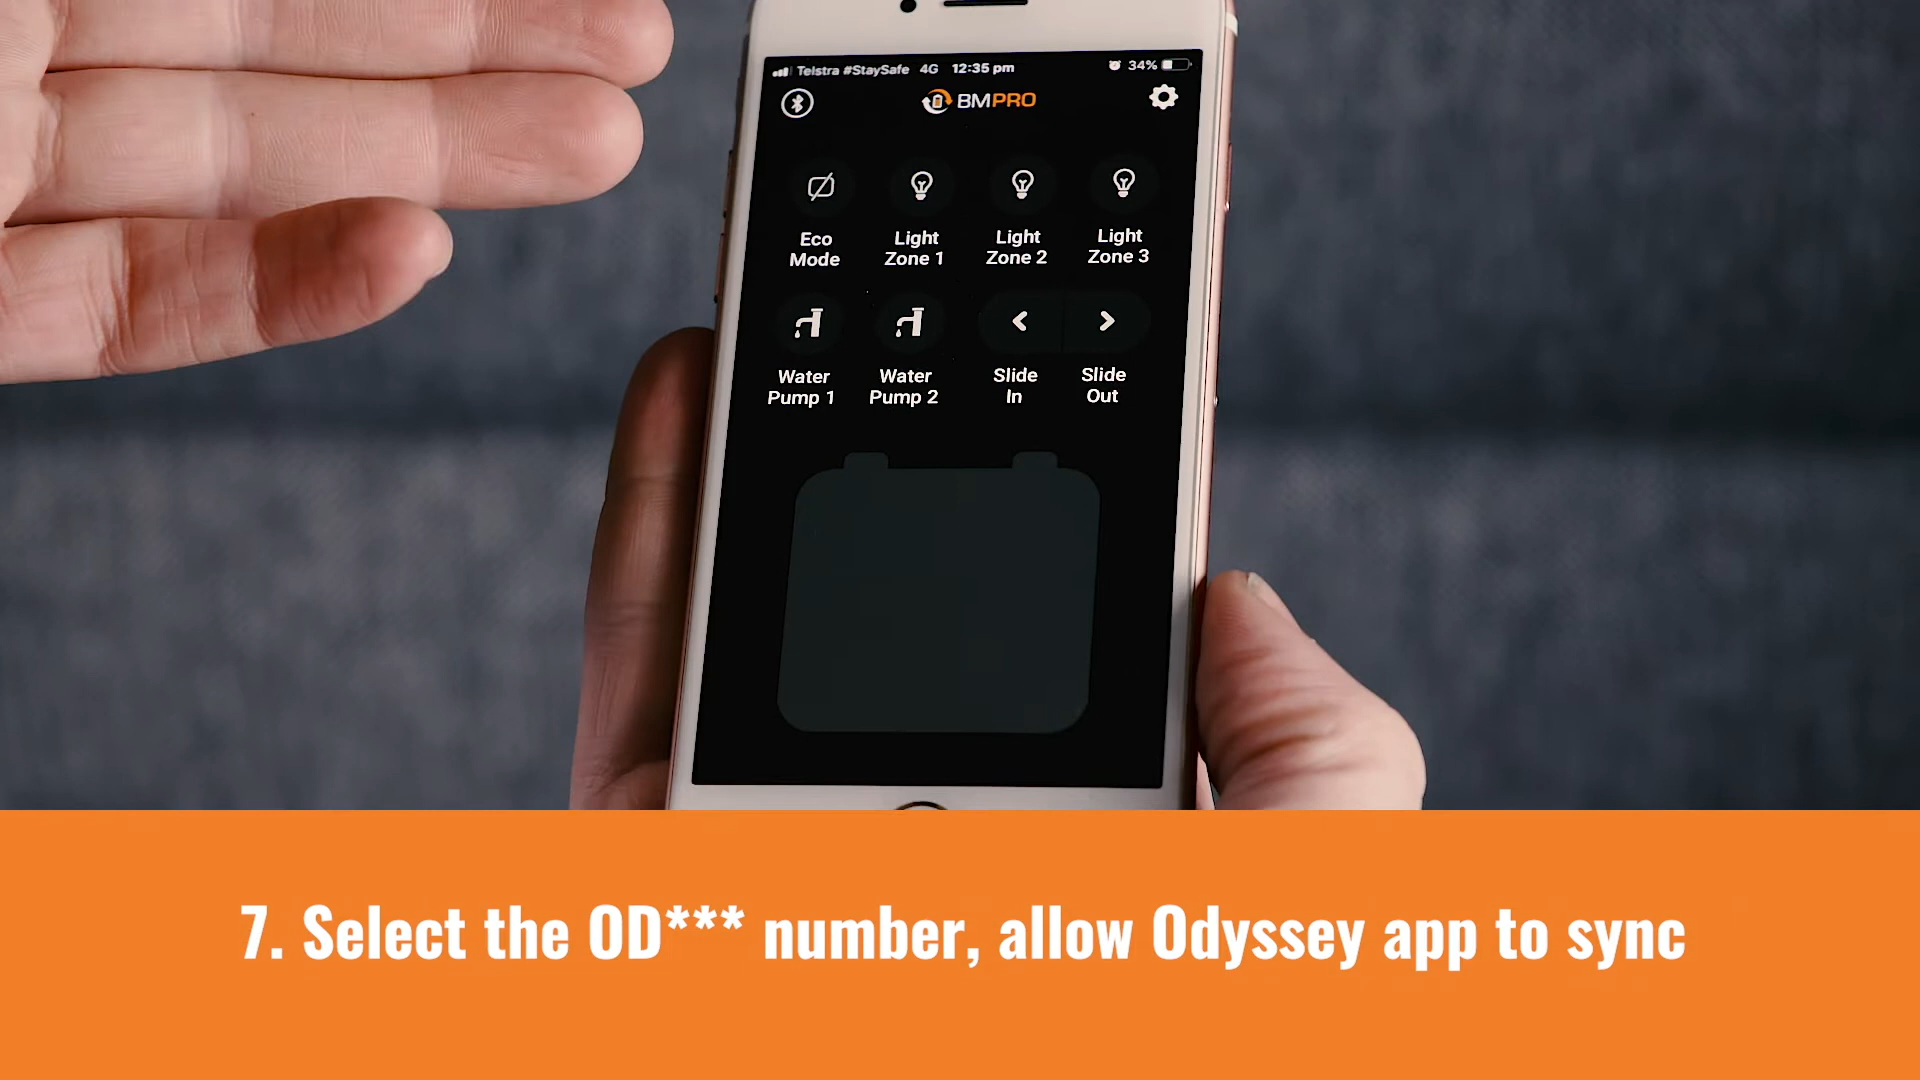 Telstra #StaySafe 4G 12:35 pm 34%
BMPRO
Eco Mode
Light Zone 1
Light Zone 2
Light Zone 3
Water Pump 1
Water Pump 2
Slide In
Slide Out
7. Select the OD*** number, allow Odyssey app to sync